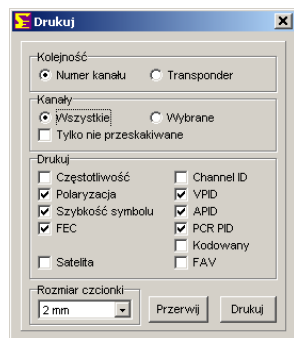 Drukuj
Kolejność
Numer kanału Transponder
Kanały
Wszystkie Wybrane
Tylko nie przeskakiwane
Drukuj
Częstotliwość Channel ID
Polaryzacja VPID
Szybkość symbolu APID
FEC PCR PID
Kodowany
Satelita FAV
Rozmiar czcionki
2 mm Przerwij Drukuj